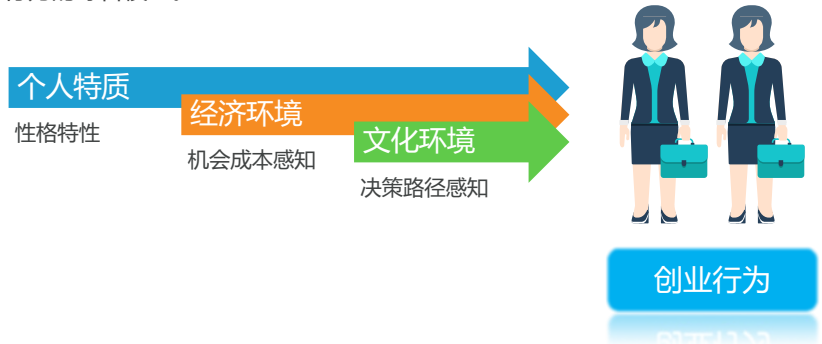 个人特质
性格特性
经济环境
机会成本感知
文化环境
决策路径感知
创业行为